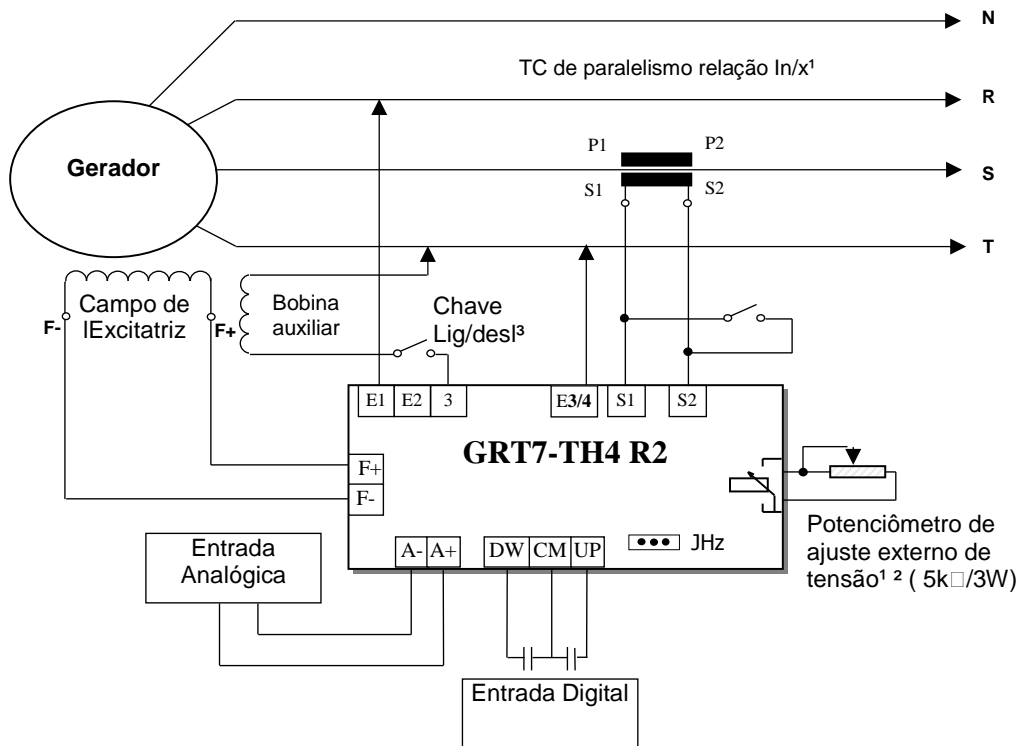 N
TC de paralelismo relação In/x¹
R
P1 P2
Gerador
S
S1 S2
T
Campo de
lExcitatriz
F- F+
Bobina
auxiliar
Chave
Lig/desl³
E1 E2 3 E3/4 S1 S2
GRT7-TH4 R2
F+
F-
A- A+ DW CM UP JHz
Entrada
Analógica
Potenciômetro de
ajuste externo de
tensão¹ ² ( 5k□/3W)
Entrada Digital